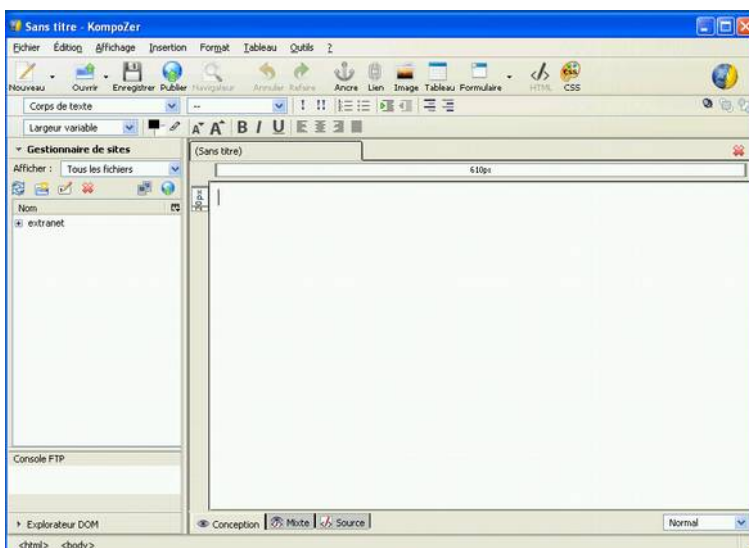 Sans titre - KompoZer
Fichier Édition Affichage Insertion Format Tableau Outils ?
Nouveau Ouvrir Enregistrer Publier Navigateur Annuler Refaire Ancre Lien Image Tableau Formulaire HTML CSS
Corps de texte -- ! !!
Largeur variable A A B I U
Gestionnaire de sites
(Sans titre)
Afficher : Tous les fichiers
610px
Nom
extranet
Console FTP
Explorateur DOM
Conception Mixte Source Normal
<html> <body>